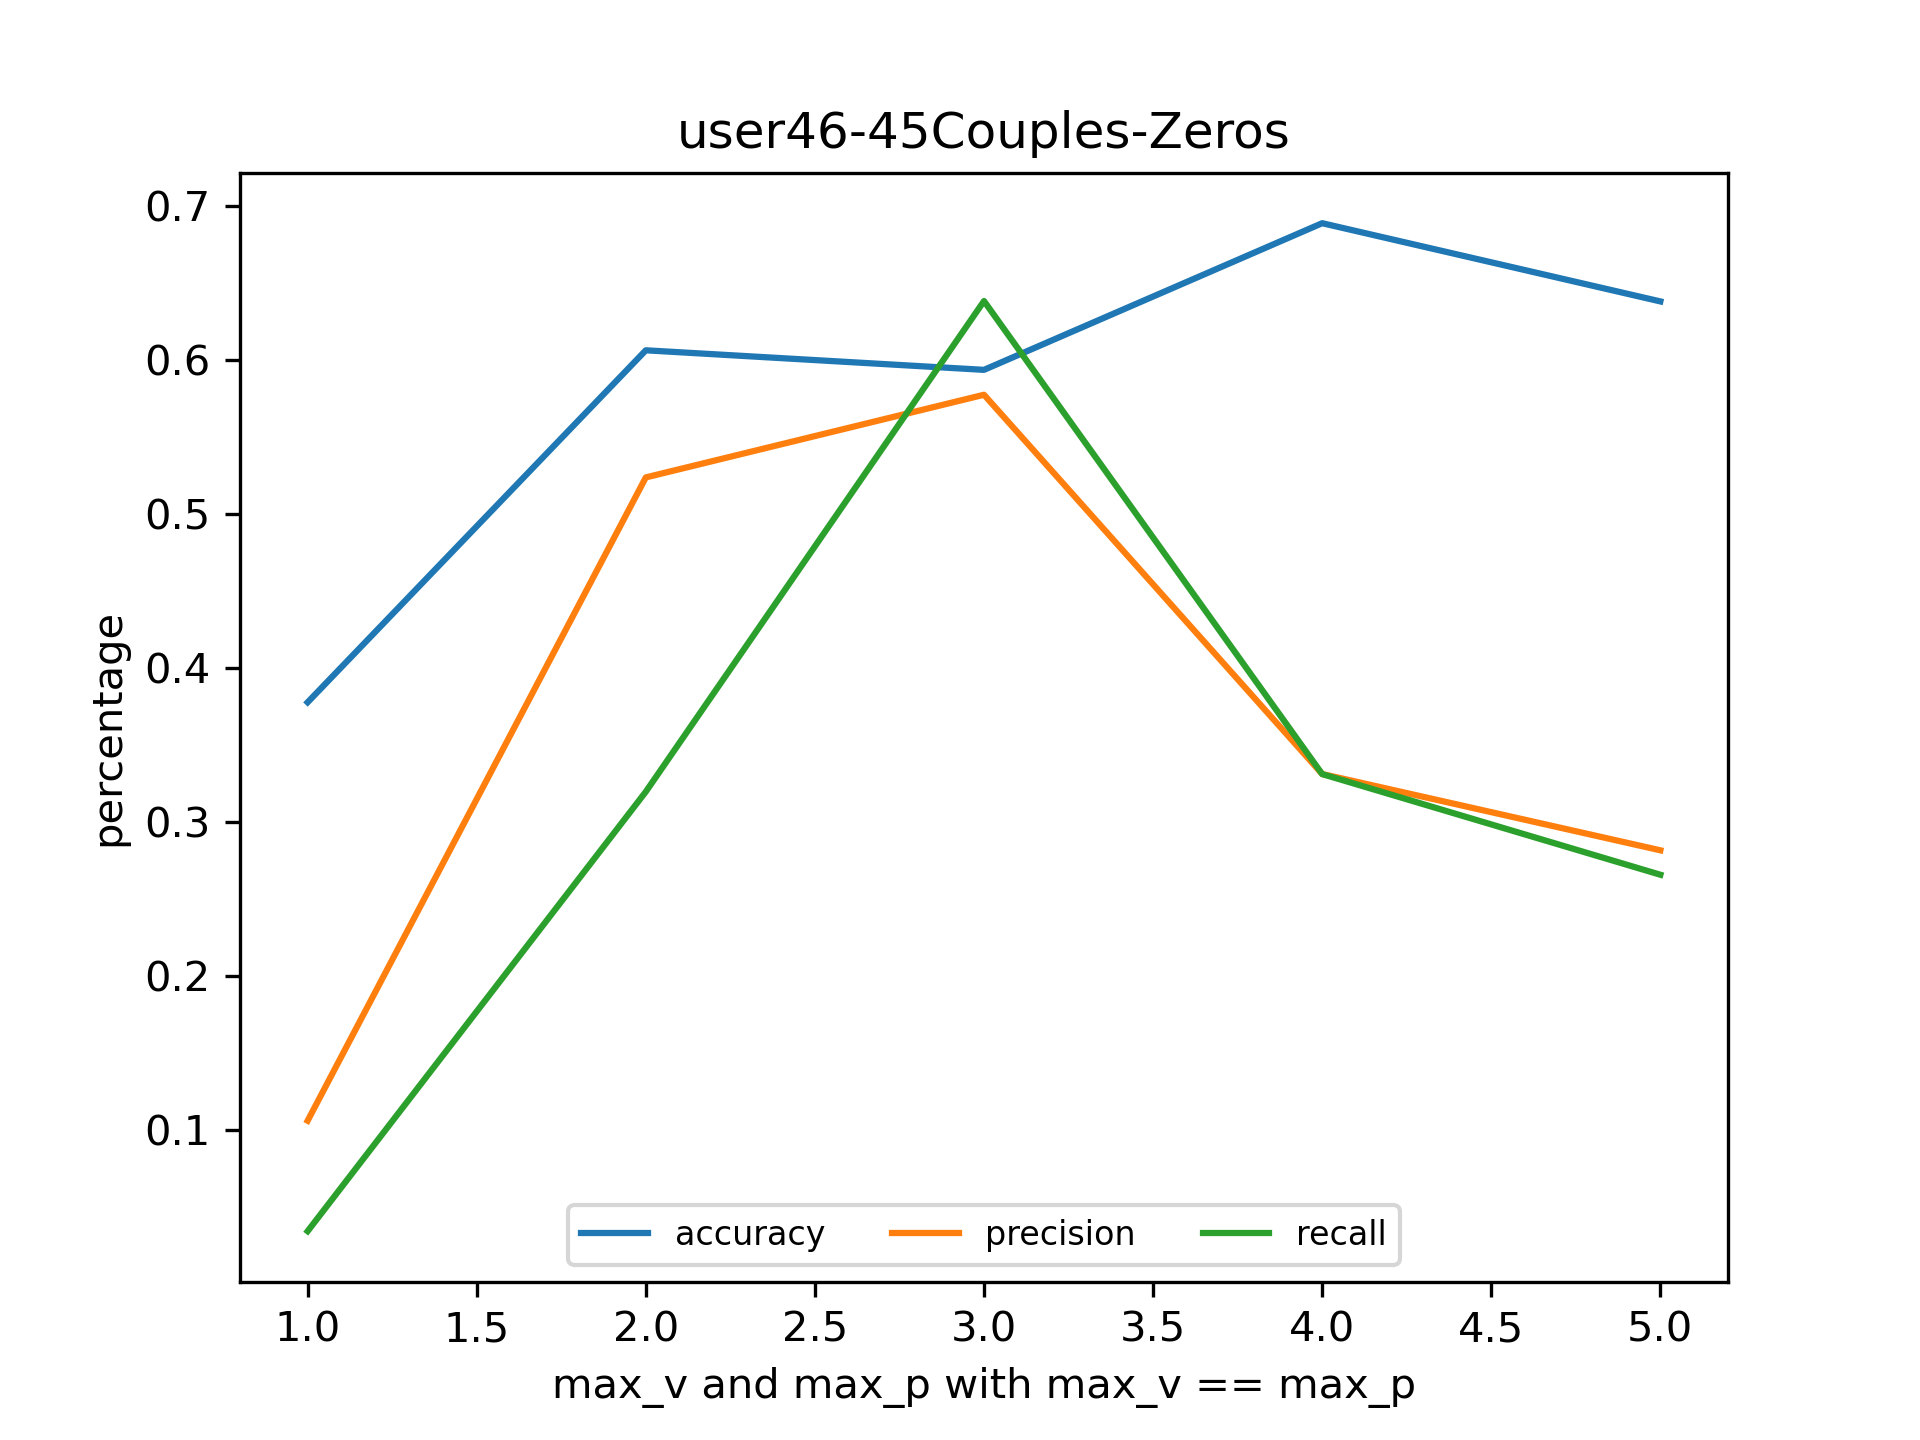 user46-45Couples-Zeros
0.7
0.6
0.5
0.4
0.3
0.2
0.1
percentage
accuracy precision recall
1.0 1.5 2.0 2.5 3.0 3.5 4.0 4.5 5.0
max_v and max_p with max_v == max_p